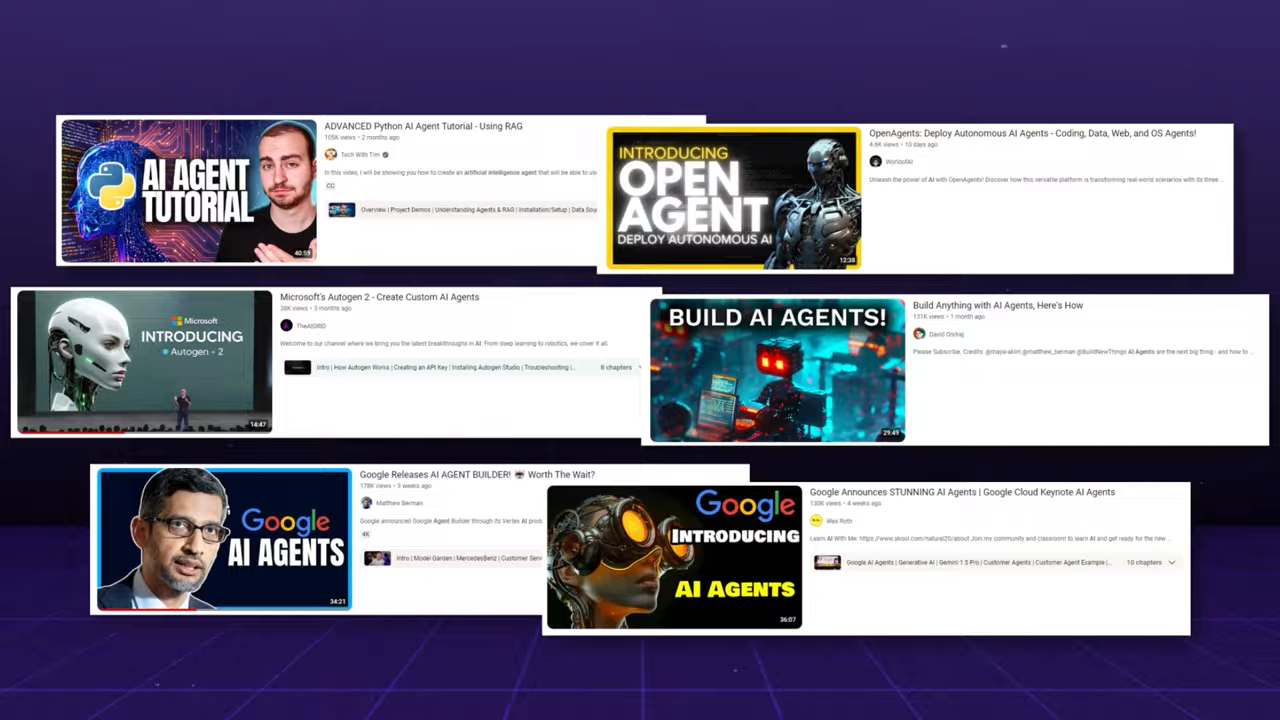 AI AGENT
TUTORIAL
40:59
ADVANCED Python AI Agent Tutorial - Using RAG
105K views • 2 months ago
Tech With Tim
In this video, I will be showing you how to create an artificial intelligence agent that will be able to use
CC
Overview | Project Demos | Understanding Agents & RAG | Installation/Setup | Data Sour
INTRODUCING
OPEN
AGENT
DEPLOY AUTONOMOUS AI
12:38
OpenAgents: Deploy Autonomous AI Agents - Coding, Data, Web, and OS Agents!
4.6K views • 10 days ago
WorldofAI
Unleash the power of AI with OpenAgents! Discover how this versatile platform is transforming real-world scenarios with its three ...
Microsoft
INTRODUCING
Autogen - 2
14:47
Microsoft's Autogen 2 - Create Custom AI Agents
38K views • 3 months ago
TheAIGRID
Welcome to our channel where we bring you the latest breakthroughs in AI. From deep learning to robotics, we cover it all.
Intro | How Autogen Works | Creating an API Key | Installing Autogen Studio | Troubleshooting |...
8 chapters
BUILD AI AGENTS!
29:49
Build Anything with AI Agents, Here's How
131K views • 1 month ago
David Ondrej
Please Subscribe. Credits: @maya-akim @matthew_berman @BuildNewThings AI Agents are the next big thing - and how to ...
Google
AI AGENTS
34:21
Google Releases AI AGENT BUILDER! Worth The Wait?
178K views • 3 weeks ago
Matthew Berman
Google announced Google Agent Builder through its Vertex AI prod
4K
Intro | Model Garden | MercedesBenz | Customer Serv
Google
INTRODUCING
AI AGENTS
36:07
Google Announces STUNNING AI Agents | Google Cloud Keynote AI Agents
130K views • 4 weeks ago
Wes Roth
Learn AI With Me: https://www.skool.com/natural20/about Join my community and classroom to learn AI and get ready for the new ...
Google AI Agents | Generative AI | Gemini 1.5 Pro | Customer Agents | Customer Agent Example |...
10 chapters